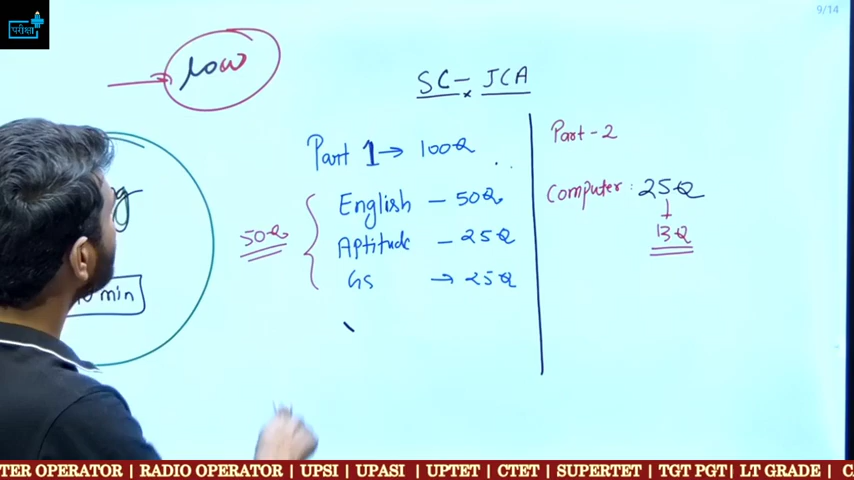 9/14
परीक्षा
Low
SC - JCA
Part 1 → 100Q
50Q
English - 50Q
Aptitude - 25Q
GS → 25Q
Part - 2
Computer : 25Q
13Q
min
TER OPERATOR | RADIO OPERATOR | UPSI | UPASI | UPTET | CTET | SUPERTET | TGT PGT| LT GRADE | C